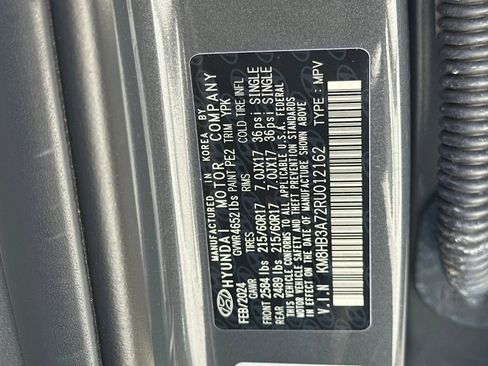 MANUFACTURED IN KOREA BY
HYUNDAI MOTOR COMPANY
FEB/2024 GVWR:4652lbs PAINT PE2 TRIM YPK
GAWR TIRES RIMS COLD TIRE INFL
FRONT 2584 lbs 215/60R17 7.0JX17 36psi SINGLE
REAR 2489 lbs 215/60R17 7.0JX17 36psi SINGLE
THIS VEHICLE CONFORMS TO ALL APPLICABLE U.S.A. FEDERAL
MOTOR VEHICLE SAFETY, BUMPER, AND THEFT PREVENTION STANDARDS
IN EFFECT ON THE DATE OF MANUFACTURE SHOWN ABOVE.
V.I.N KM8HB3A72RU012162 TYPE : MPV